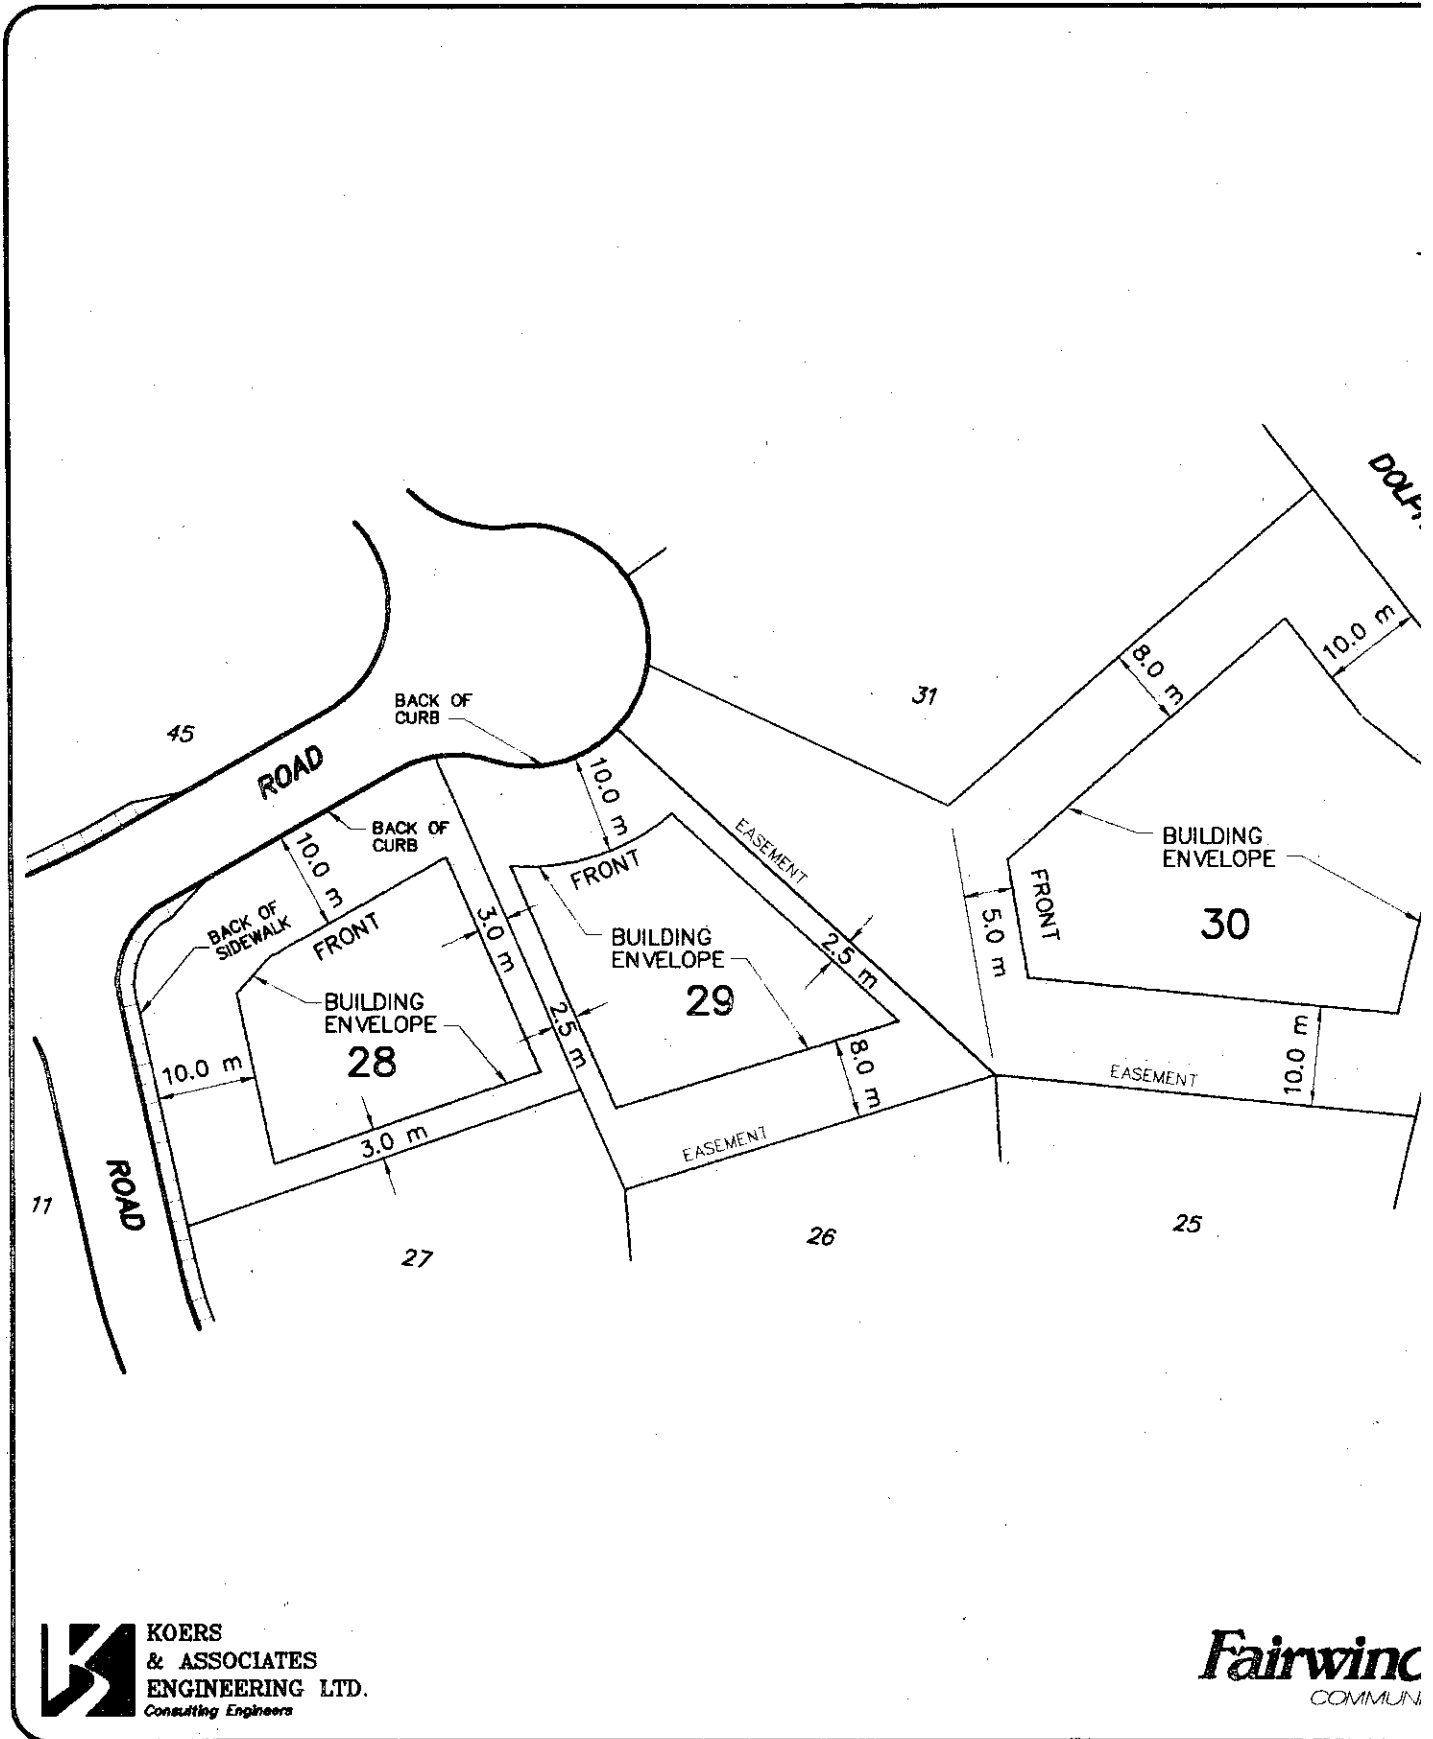 DOLPH
10.0 m
8.0 m
31
BACK OF
CURB
45
ROAD
10.0 m
BACK OF
CURB
10.0 m
EASEMENT
FRONT
BUILDING
ENVELOPE
FRONT
30
5.0 m
BACK OF
SIDEWALK
FRONT
3.0 m
BUILDING
ENVELOPE
29
2.5 m
BUILDING
ENVELOPE
28
2.5 m
10.0 m
8.0 m
10.0 m
EASEMENT
3.0 m
EASEMENT
ROAD
11
27
26
25
KOERS
& ASSOCIATES
ENGINEERING LTD.
Consulting Engineers
Fairwinc
COMMUN